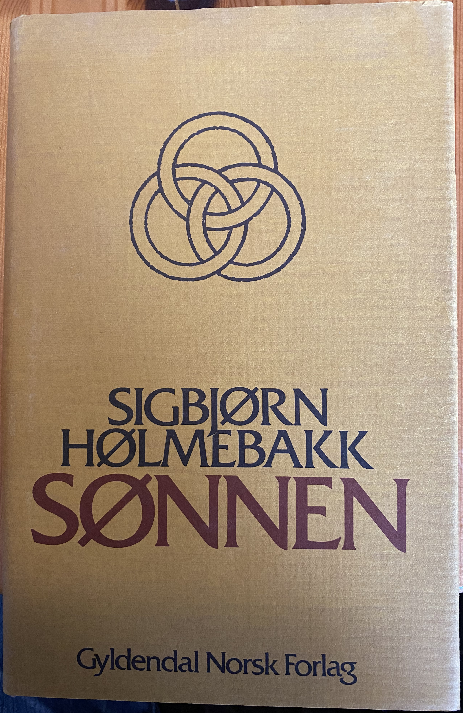 SIGBJØRN
HØLMEBAKK
SØNNEN
Gyldendal Norsk Forlag